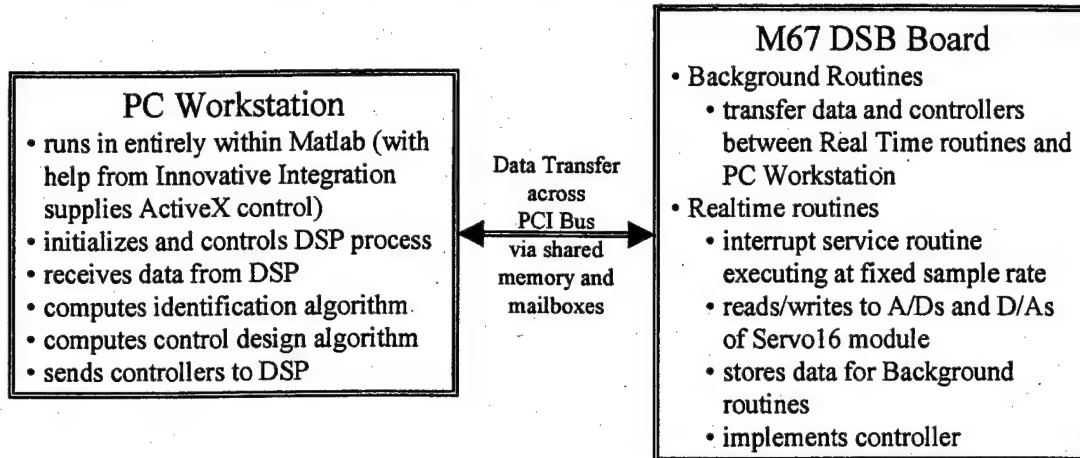 PC Workstation
• runs in entirely within Matlab (with
help from Innovative Integration
supplies ActiveX control)
• initializes and controls DSP process
• receives data from DSP
• computes identification algorithm
• computes control design algorithm
• sends controllers to DSP
Data Transfer
across
PCI Bus
via shared
memory and
mailboxes
M67 DSB Board
• Background Routines
• transfer data and controllers
between Real Time routines and
PC Workstation
• Realtime routines
• interrupt service routine
executing at fixed sample rate
• reads/writes to A/Ds and D/As
of Servo16 module
• stores data for Background
routines
• implements controller